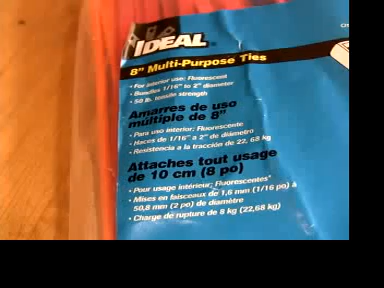 IDEAL
8" Multi-Purpose Ties
• For interior use: Fluorescent
• Bundles 1/16" to 2" diameter
• 50 lb. tensile strength
Amarres de uso
múltiple de 8"
• Para uso interior: Fluorescente
• Haces de 1/16" a 2" de diámetro
• Resistencia a la tracción de 22, 68 kg
Attaches tout usage
de 10 cm (8 po)
• Pour usage intérieur: Fluorescentes
• Mises en faisceaux de 1,6 mm (1/16 po) à
50,8 mm (2 po) de diamètre
• Charge de rupture de 8 kg (22,68 kg)